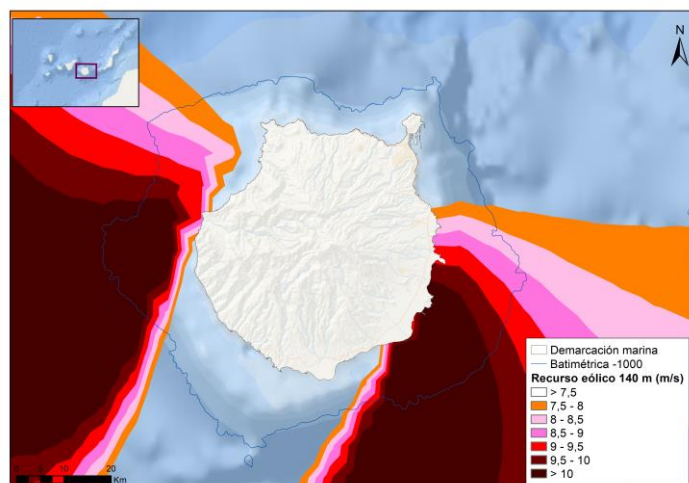 N
Demarcación marina
Batimétrica -1000
Recurso eólico 140 m (m/s)
> 7,5
7,5 - 8
8 - 8,5
8,5 - 9
9 - 9,5
9,5 - 10
> 10
20
Km